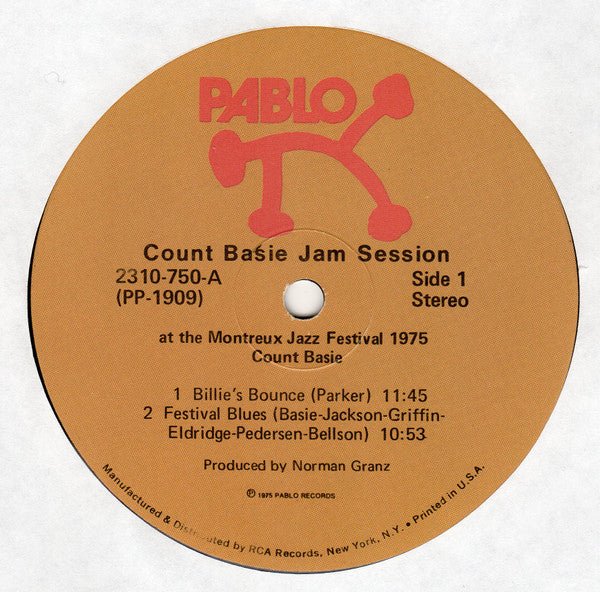 PABLO
Count Basie Jam Session
2310-750-A
(PP-1909)
Side 1
Stereo
at the Montreux Jazz Festival 1975
Count Basie
1 Billie's Bounce (Parker) 11:45
2 Festival Blues (Basie-Jackson-Griffin-
Eldridge-Pedersen-Bellson) 10:53
Produced by Norman Granz
℗ 1975 PABLO RECORDS
Manufactured & Distributed by RCA Records, New York, N.Y. • Printed in U.S.A.